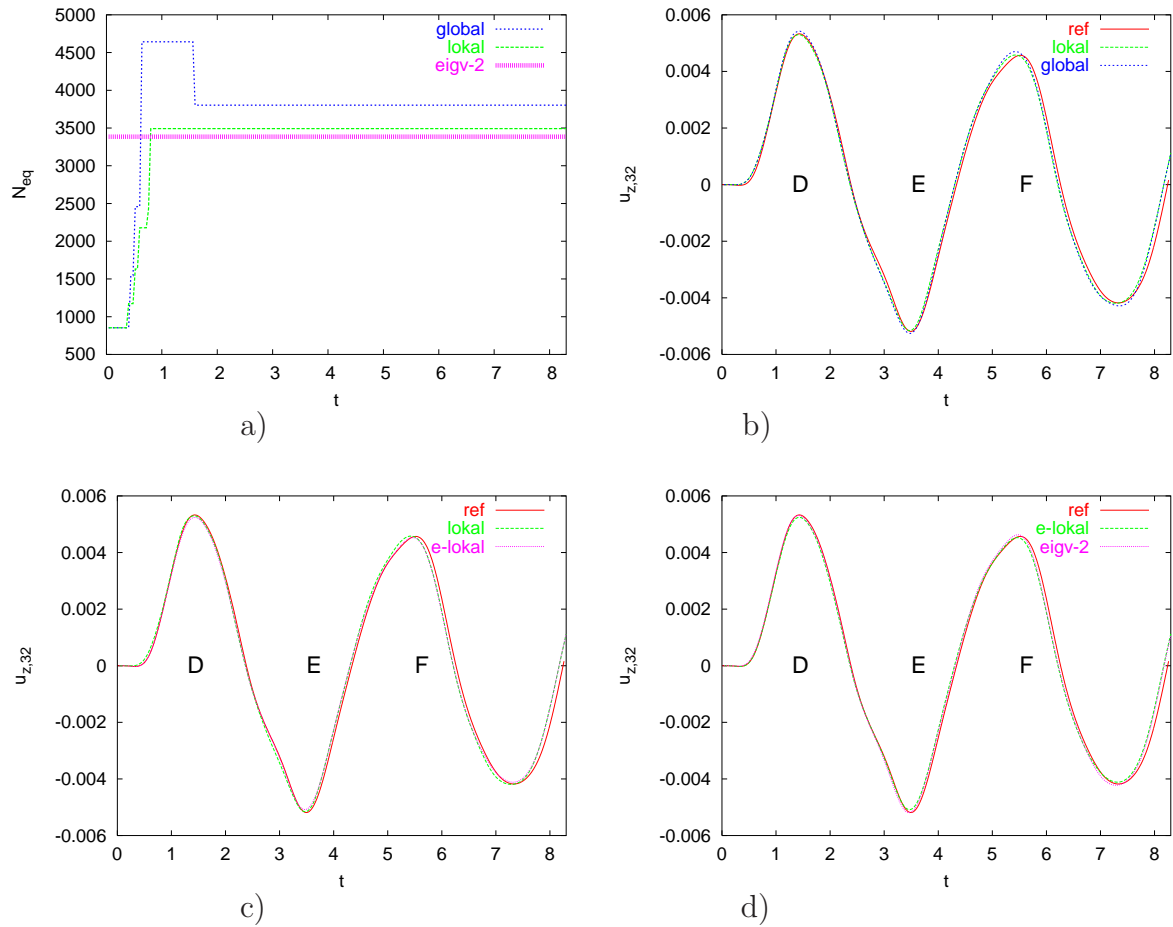 5000
4500
4000
3500
3000
2500
2000
1500
1000
500
N_eq
global
lokal
eigv-2
0 1 2 3 4 5 6 7 8
t
a)
0.006
0.004
0.002
0
-0.002
-0.004
-0.006
u_z,32
ref
lokal
global
D E F
0 1 2 3 4 5 6 7 8
t
b)
0.006
0.004
0.002
0
-0.002
-0.004
-0.006
u_z,32
ref
lokal
e-lokal
D E F
0 1 2 3 4 5 6 7 8
t
c)
0.006
0.004
0.002
0
-0.002
-0.004
-0.006
u_z,32
ref
e-lokal
eigv-2
D E F
0 1 2 3 4 5 6 7 8
t
d)